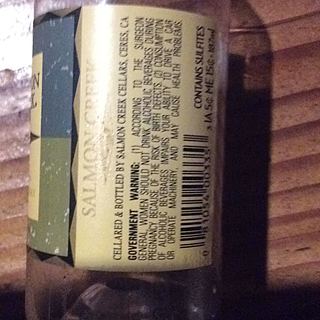 SALMON CREEK
CELLARED & BOTTLED BY SALMON CREEK CELLARS, CERES, CA
GOVERNMENT WARNING: (1) ACCORDING TO THE SURGEON
GENERAL, WOMEN SHOULD NOT DRINK ALCOHOLIC BEVERAGES DURING
PREGNANCY BECAUSE OF THE RISK OF BIRTH DEFECTS. (2) CONSUMPTION
OF ALCOHOLIC BEVERAGES IMPAIRS YOUR ABILITY TO DRIVE A CAR
OR OPERATE MACHINERY, AND MAY CAUSE HEALTH PROBLEMS.
CONTAINS SULFITES